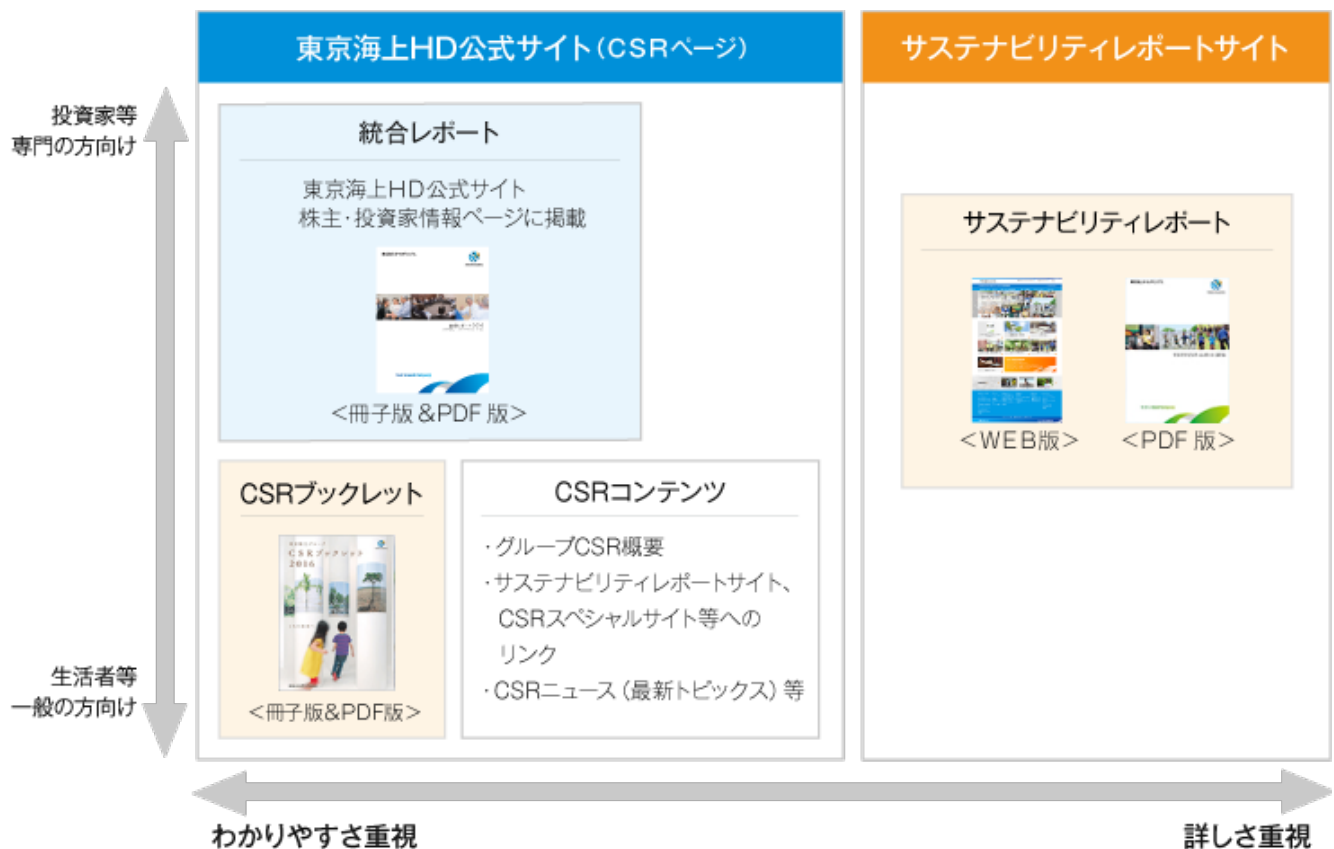 東京海上HD公式サイト（CSRページ）
サステナビリティレポートサイト
投資家等
専門の方向け
統合レポート
東京海上HD公式サイト
株主・投資家情報ページに掲載
＜冊子版＆PDF版＞
サステナビリティレポート
＜WEB版＞
＜PDF版＞
CSRブックレット
CSRブックレット
2016
＜冊子版&PDF版＞
CSRコンテンツ
・グループCSR概要
・サステナビリティレポートサイト、
CSRスペシャルサイト等への
リンク
・CSRニュース（最新トピックス）等
生活者等
一般の方向け
わかりやすさ重視
詳しさ重視